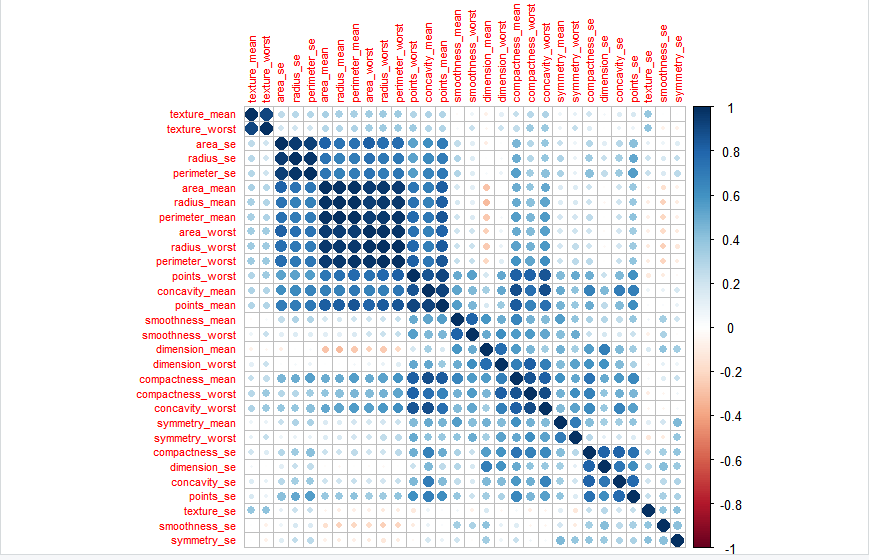 texture_mean
texture_worst
area_se
radius_se
perimeter_se
area_mean
radius_mean
perimeter_mean
area_worst
radius_worst
perimeter_worst
points_worst
concavity_mean
points_mean
smoothness_mean
smoothness_worst
dimension_mean
dimension_worst
compactness_mean
compactness_worst
concavity_worst
symmetry_mean
symmetry_worst
compactness_se
dimension_se
concavity_se
points_se
texture_se
smoothness_se
symmetry_se
texture_mean
texture_worst
area_se
radius_se
perimeter_se
area_mean
radius_mean
perimeter_mean
area_worst
radius_worst
perimeter_worst
points_worst
concavity_mean
points_mean
smoothness_mean
smoothness_worst
dimension_mean
dimension_worst
compactness_mean
compactness_worst
concavity_worst
symmetry_mean
symmetry_worst
compactness_se
dimension_se
concavity_se
points_se
texture_se
smoothness_se
symmetry_se
1
0.8
0.6
0.4
0.2
0
-0.2
-0.4
-0.6
-0.8
-1